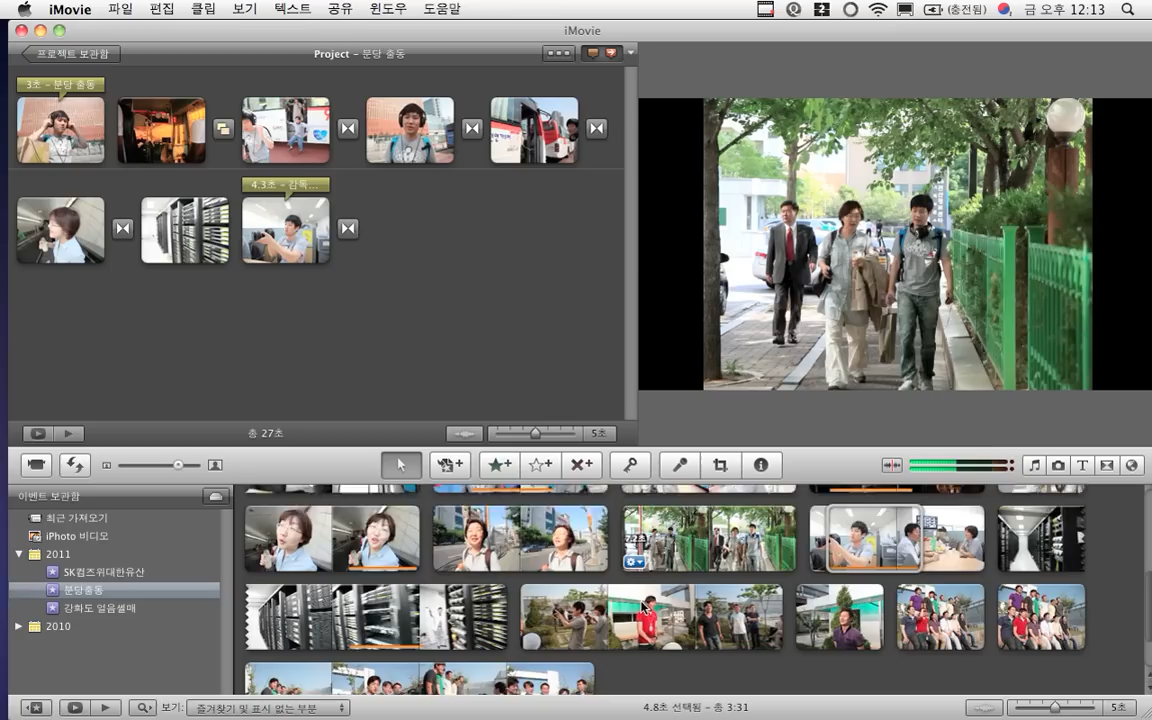 iMovie 파일 편집 클립 보기 텍스트 공유 윈도우 도움말 (충전됨) 금 오후 12:13
iMovie
프로젝트 보관함 Project - 분당 출동
3초 - 분당 출동
4.3초 - 감독...
총 27초 5초
이벤트 보관함
최근 가져오기
iPhoto 비디오
2011
SK컴즈위대한유산
분당출동
강화도 얼음썰매
2010
7.2초
보기: 즐겨찾기 및 표시 없는 부분 4.8초 선택됨 - 총 3:31 5초